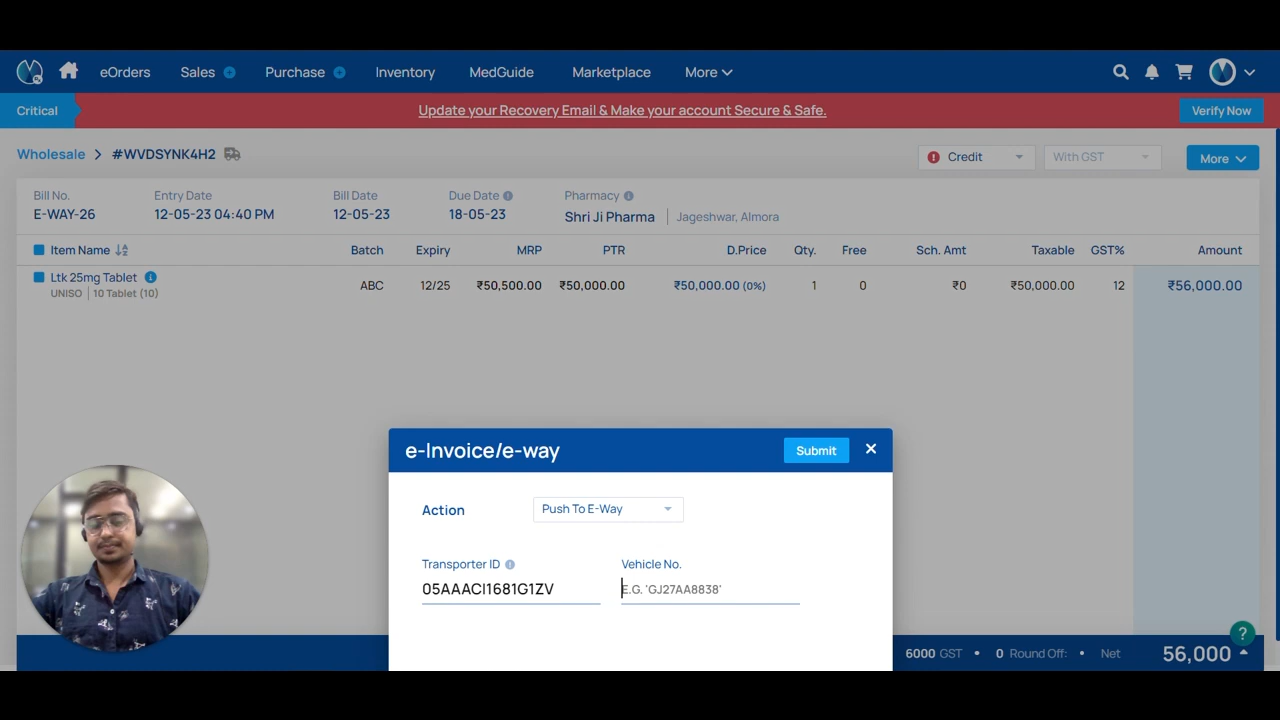 eOrders Sales Purchase Inventory MedGuide Marketplace More
Critical Update your Recovery Email & Make your account Secure & Safe. Verify Now
Wholesale #WVDSYNK4H2 Credit With GST More
Bill No. Entry Date Bill Date Due Date Pharmacy
E-WAY-26 12-05-23 04:40 PM 12-05-23 18-05-23 Shri Ji Pharma Jageshwar, Almora
Item Name Batch Expiry MRP PTR D.Price Qty. Free Sch. Amt Taxable GST% Amount
Ltk 25mg Tablet ABC 12/25 ₹50,500.00 ₹50,000.00 ₹50,000.00 (0%) 1 0 ₹0 ₹50,000.00 12 ₹56,000.00
UNISO 10 Tablet (10)
e-Invoice/e-way Submit
Action Push To E-Way
Transporter ID Vehicle No.
05AAACI1681G1ZV E.G. 'GJ27AA8838'
6000 GST • 0 Round Off: • Net 56,000
?